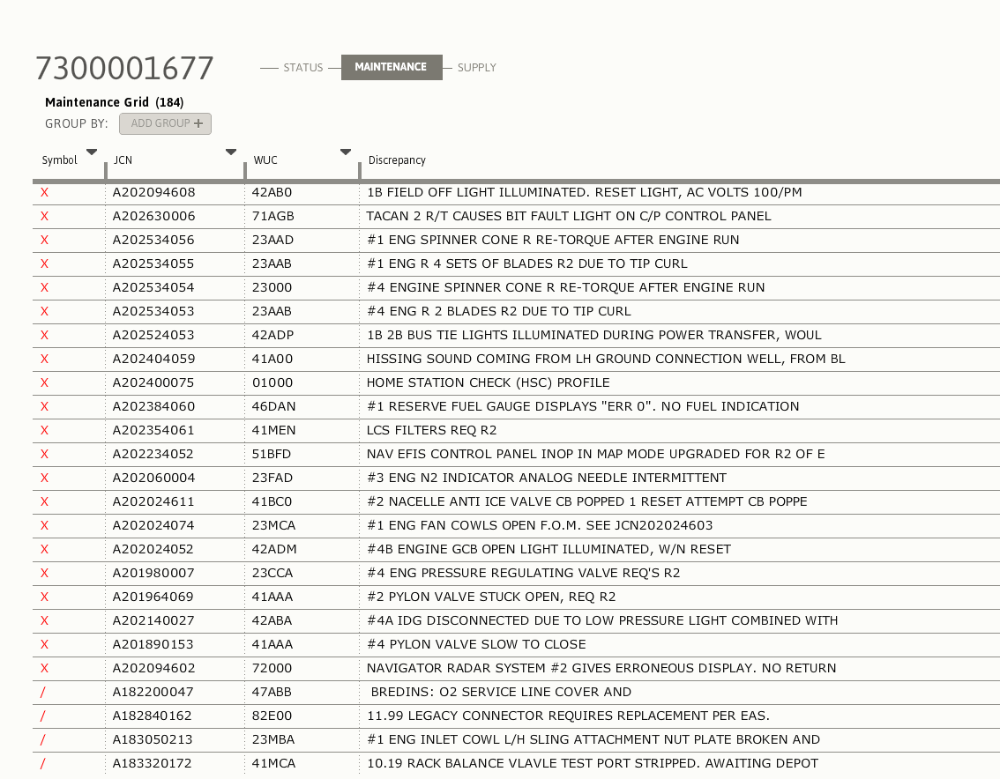 7300001677 STATUS MAINTENANCE SUPPLY
Maintenance Grid (184)
GROUP BY: ADD GROUP +
Symbol JCN WUC Discrepancy
X A202094608 42AB0 1B FIELD OFF LIGHT ILLUMINATED. RESET LIGHT, AC VOLTS 100/PM
X A202630006 71AGB TACAN 2 R/T CAUSES BIT FAULT LIGHT ON C/P CONTROL PANEL
X A202534056 23AAD #1 ENG SPINNER CONE R RE-TORQUE AFTER ENGINE RUN
X A202534055 23AAB #1 ENG R 4 SETS OF BLADES R2 DUE TO TIP CURL
X A202534054 23000 #4 ENGINE SPINNER CONE R RE-TORQUE AFTER ENGINE RUN
X A202534053 23AAB #4 ENG R 2 BLADES R2 DUE TO TIP CURL
X A202524053 42ADP 1B 2B BUS TIE LIGHTS ILLUMINATED DURING POWER TRANSFER, WOUL
X A202404059 41A00 HISSING SOUND COMING FROM LH GROUND CONNECTION WELL, FROM BL
X A202400075 01000 HOME STATION CHECK (HSC) PROFILE
X A202384060 46DAN #1 RESERVE FUEL GAUGE DISPLAYS "ERR 0". NO FUEL INDICATION
X A202354061 41MEN LCS FILTERS REQ R2
X A202234052 51BFD NAV EFIS CONTROL PANEL INOP IN MAP MODE UPGRADED FOR R2 OF E
X A202060004 23FAD #3 ENG N2 INDICATOR ANALOG NEEDLE INTERMITTENT
X A202024611 41BC0 #2 NACELLE ANTI ICE VALVE CB POPPED 1 RESET ATTEMPT CB POPPE
X A202024074 23MCA #1 ENG FAN COWLS OPEN F.O.M. SEE JCN202024603
X A202024052 42ADM #4B ENGINE GCB OPEN LIGHT ILLUMINATED, W/N RESET
X A201980007 23CCA #4 ENG PRESSURE REGULATING VALVE REQ'S R2
X A201964069 41AAA #2 PYLON VALVE STUCK OPEN, REQ R2
X A202140027 42ABA #4A IDG DISCONNECTED DUE TO LOW PRESSURE LIGHT COMBINED WITH
X A201890153 41AAA #4 PYLON VALVE SLOW TO CLOSE
X A202094602 72000 NAVIGATOR RADAR SYSTEM #2 GIVES ERRONEOUS DISPLAY. NO RETURN
/ A182200047 47ABB BREDINS: O2 SERVICE LINE COVER AND
/ A182840162 82E00 11.99 LEGACY CONNECTOR REQUIRES REPLACEMENT PER EAS.
/ A183050213 23MBA #1 ENG INLET COWL L/H SLING ATTACHMENT NUT PLATE BROKEN AND
/ A183320172 41MCA 10.19 RACK BALANCE VLAVLE TEST PORT STRIPPED. AWAITING DEPOT